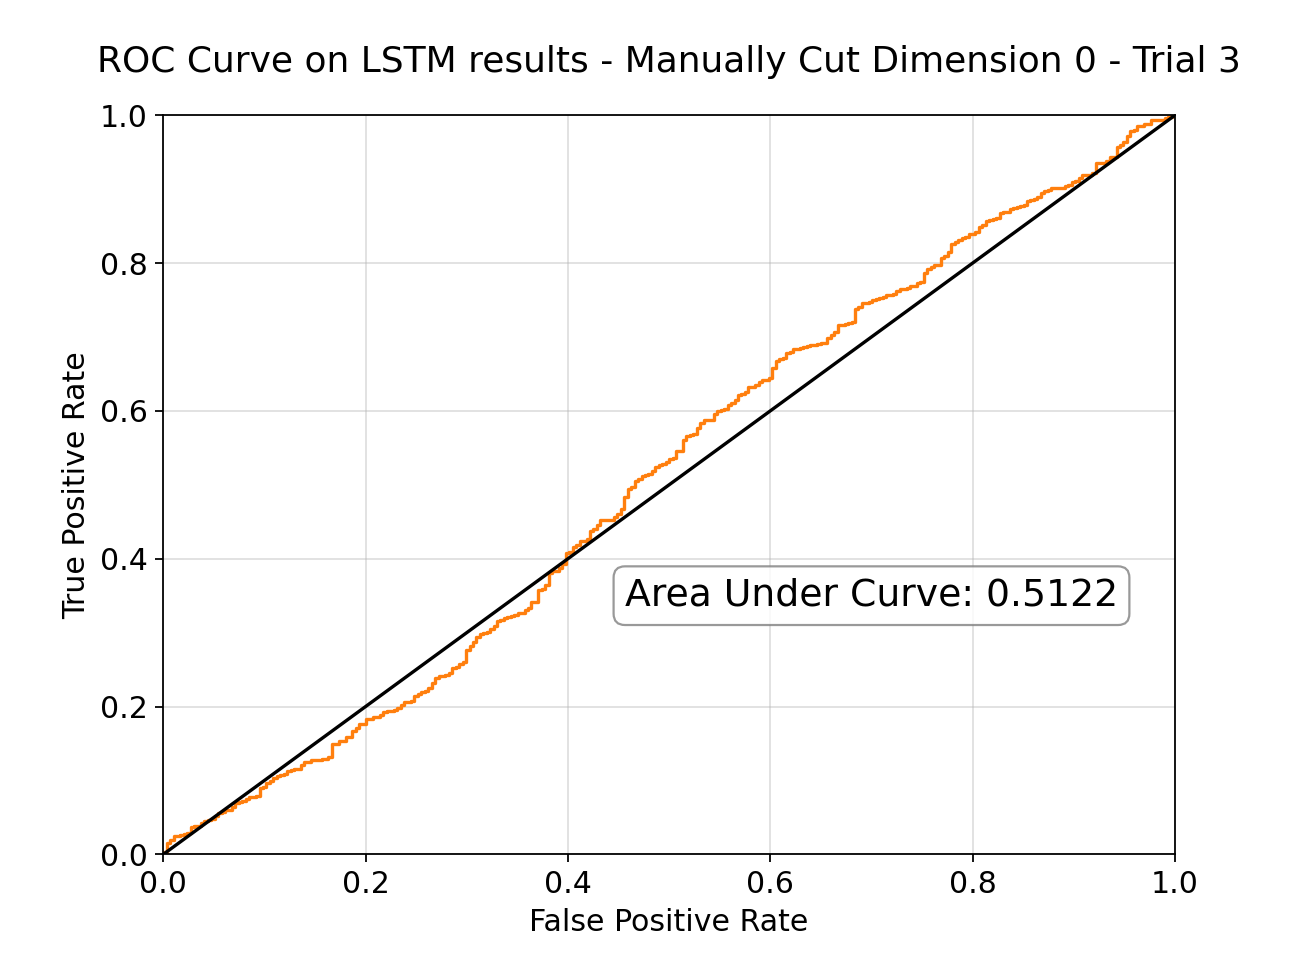 ROC Curve on LSTM results - Manually Cut Dimension 0 - Trial 3
1.0
0.8
0.6
0.4
0.2
0.0
True Positive Rate
Area Under Curve: 0.5122
0.0 0.2 0.4 0.6 0.8 1.0
False Positive Rate